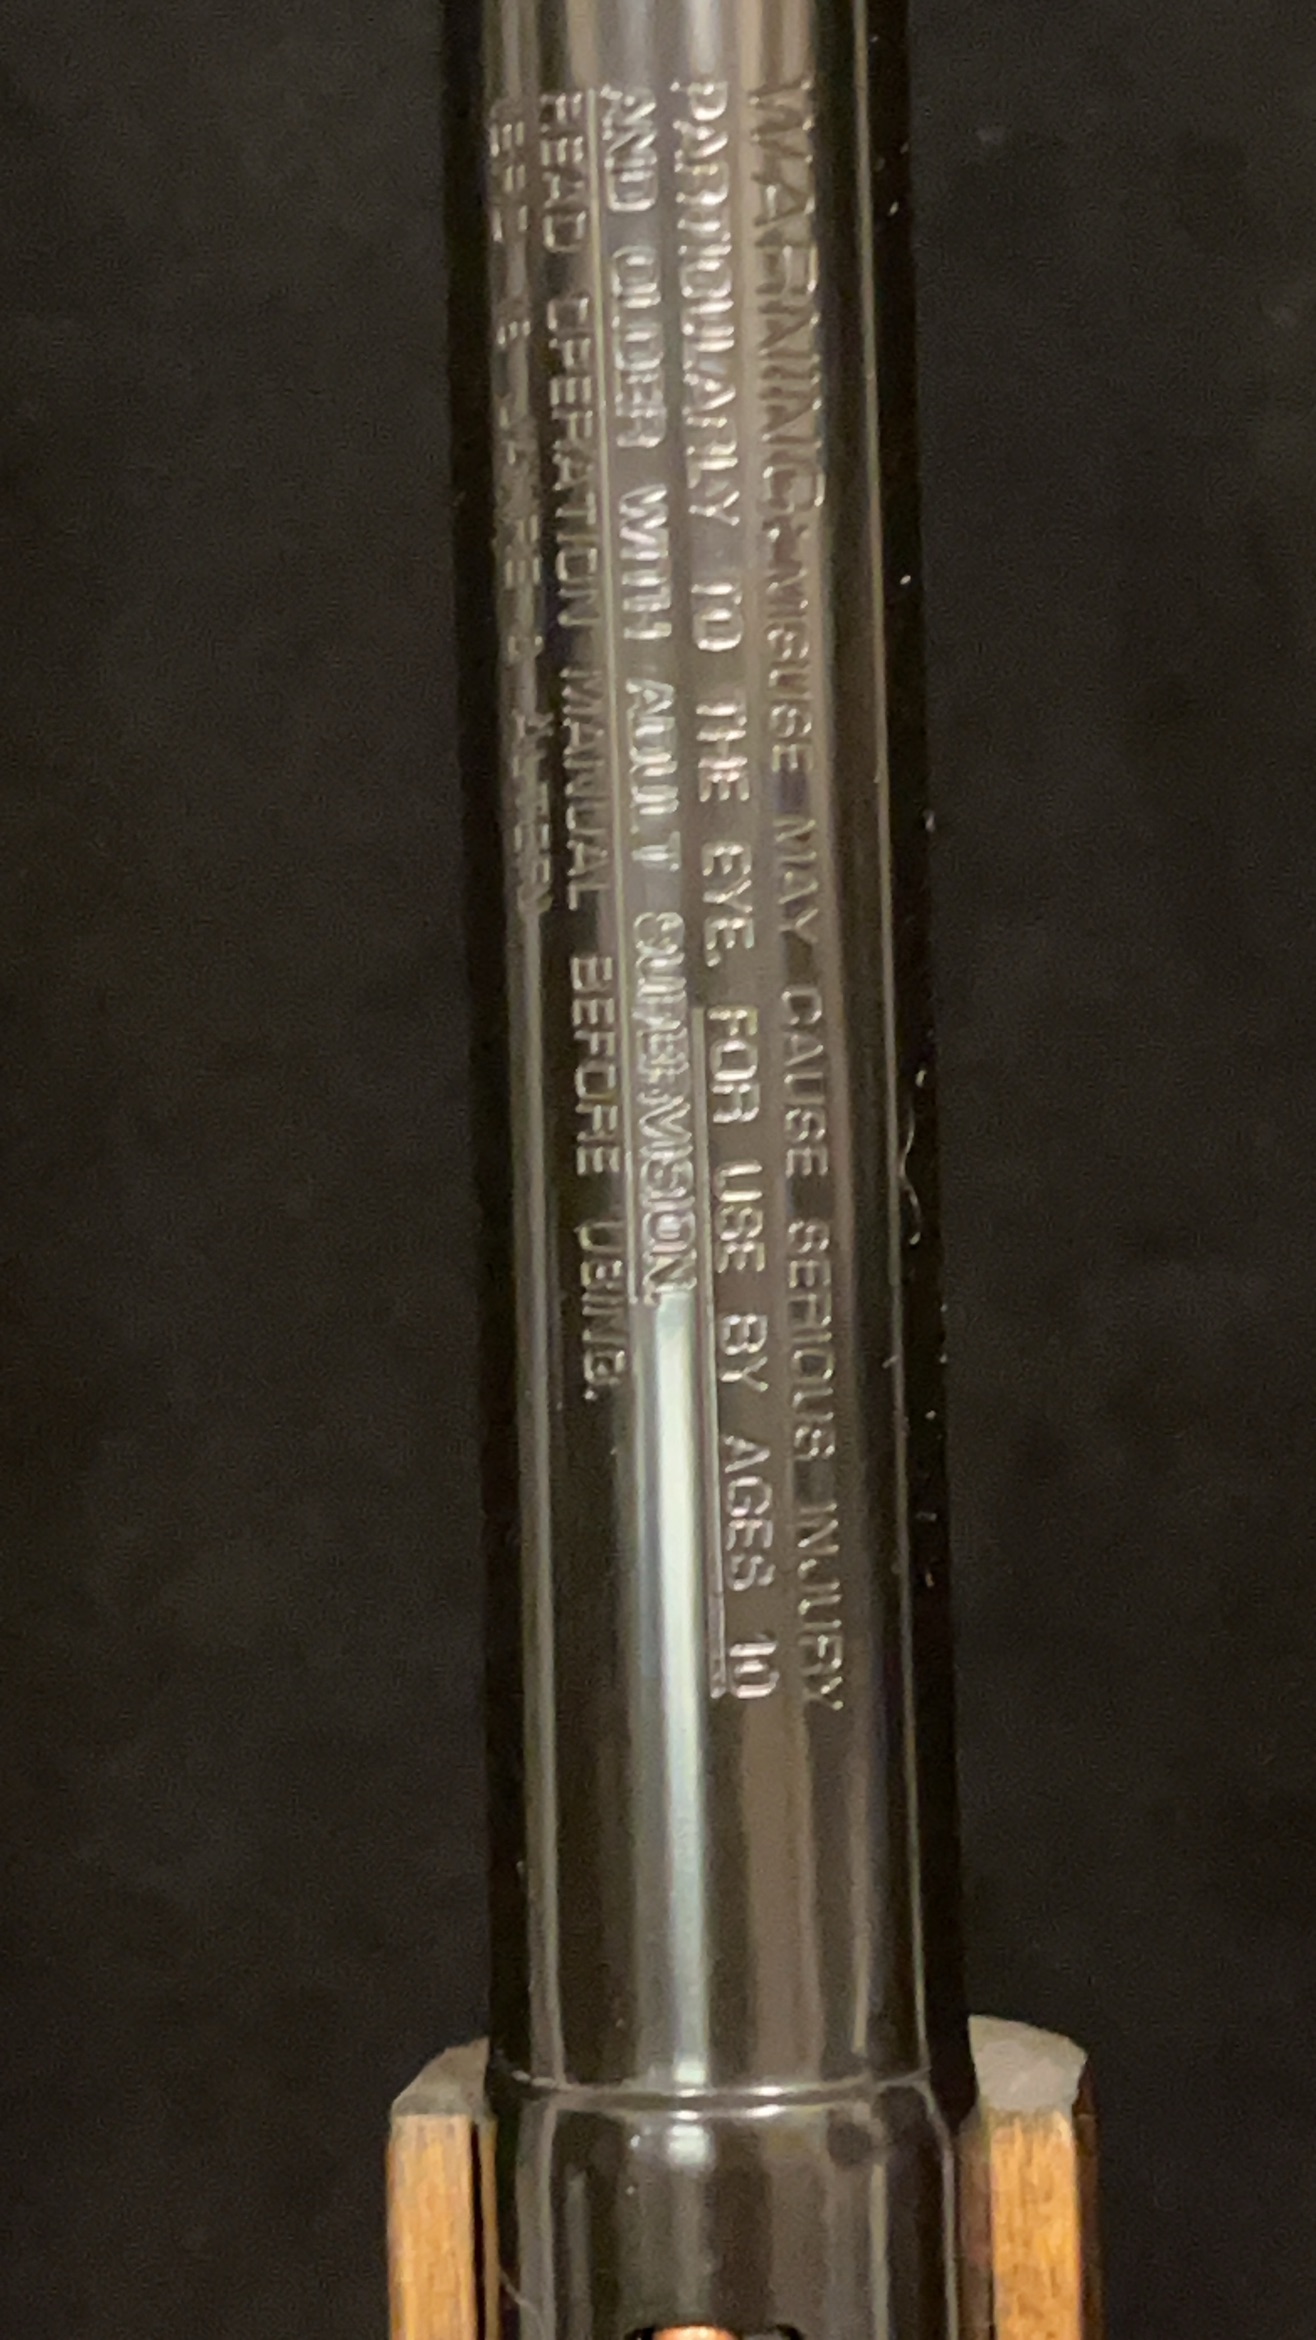 WARNING: MISUSE MAY CAUSE SERIOUS INJURY
PARTICULARLY TO THE EYE. FOR USE BY AGES 10
AND OLDER WITH ADULT SUPERVISION.
READ OPERATION MANUAL BEFORE USING.